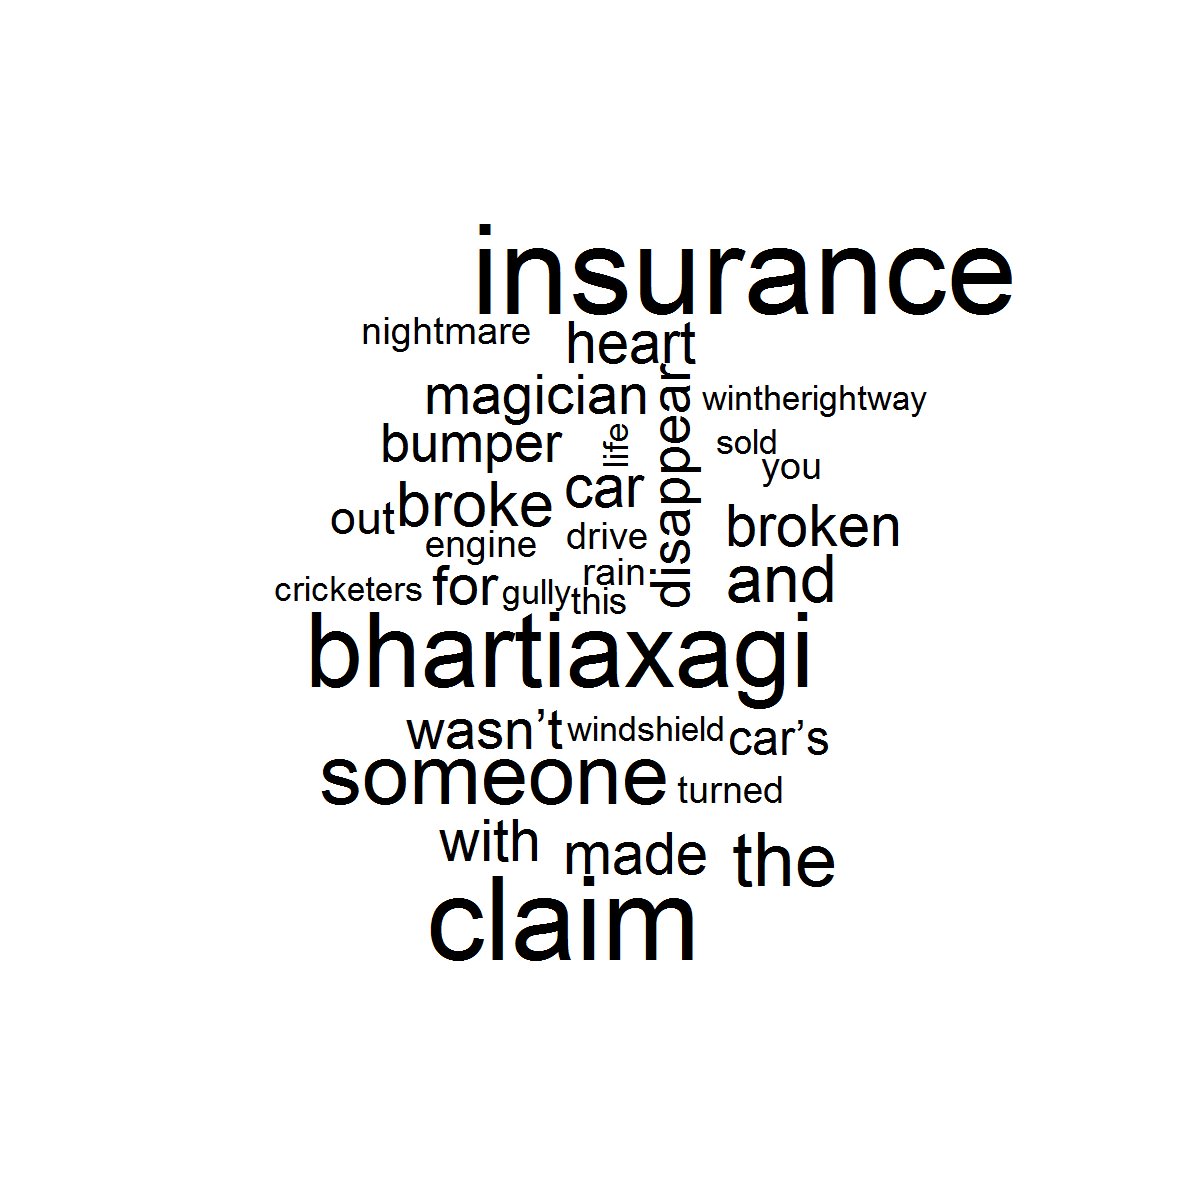 insurance
nightmare heart
magician disappear wintherightway
bumper life sold
you
out broke car broken
engine drive
cricketers for gully rain and
this
bhartiaxagi
wasn’t windshield car’s
someone turned
with made the
claim